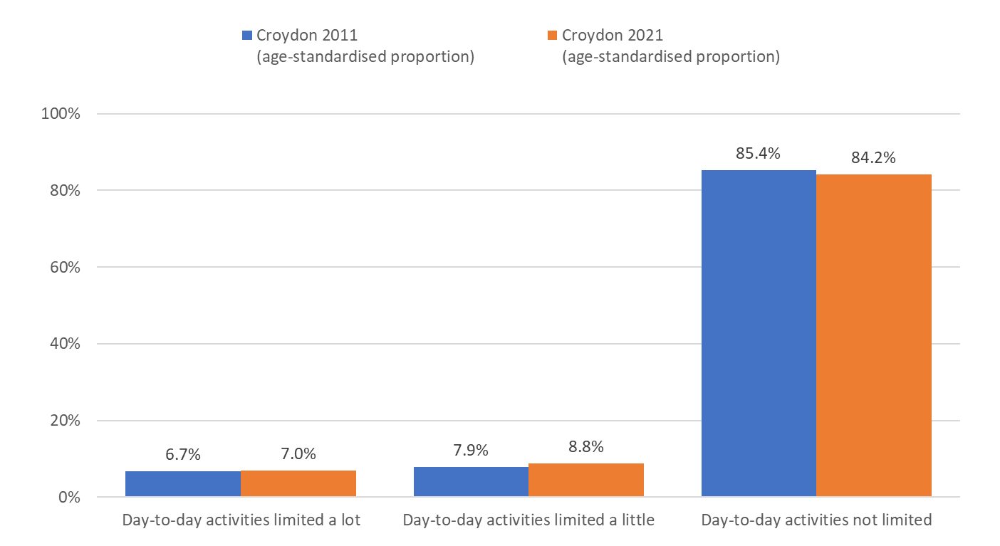 Croydon 2011
(age-standardised proportion)
Croydon 2021
(age-standardised proportion)
100%
80%
60%
40%
20%
0%
6.7%
7.0%
7.9%
8.8%
85.4%
84.2%
Day-to-day activities limited a lot
Day-to-day activities limited a little
Day-to-day activities not limited